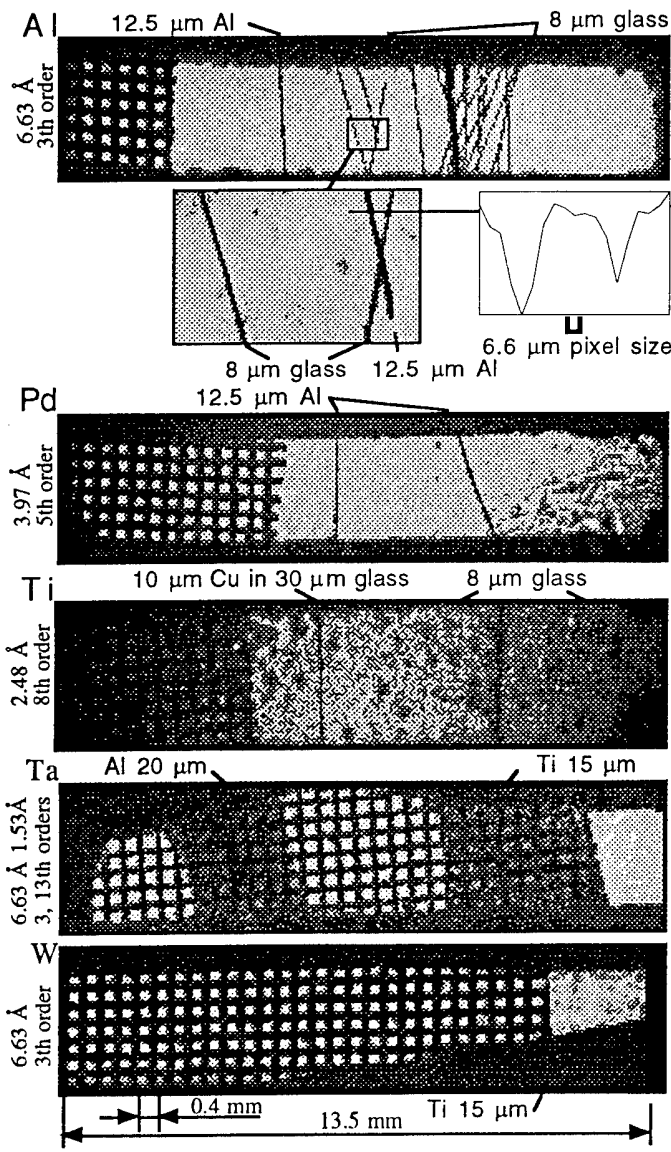 Al
12.5 μm Al
8 μm glass
6.63 Å
3th order
6.6 μm pixel size
8 μm glass
12.5 μm Al
Pd
12.5 μm Al
3.97 Å
5th order
Ti
10 μm Cu in 30 μm glass
8 μm glass
2.48 Å
8th order
Ta
Al 20 μm
Ti 15 μm
6.63 Å 1.53Å
3, 13th orders
W
6.63 Å
3th order
0.4 mm
Ti 15 μm
13.5 mm